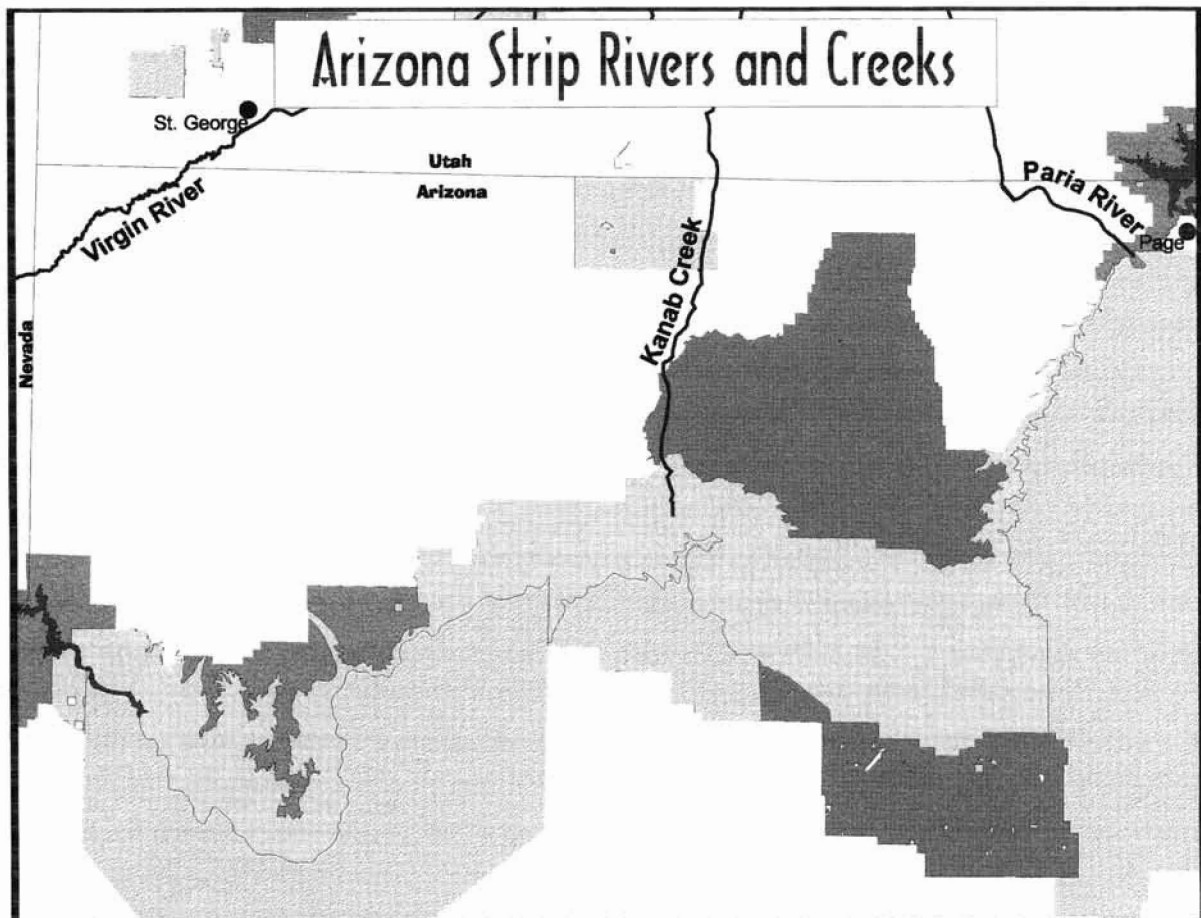 Arizona Strip Rivers and Creeks
St. George
Utah
Arizona
Virgin River
Paria River
Page
Kanab Creek
Nevada